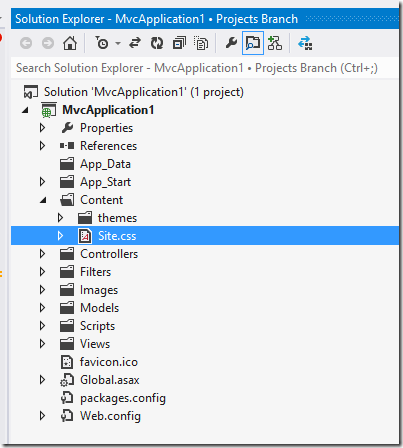 Solution Explorer - MvcApplication1 • Projects Branch
Search Solution Explorer - MvcApplication1 • Projects Branch (Ctrl+;)
Solution 'MvcApplication1' (1 project)
MvcApplication1
Properties
References
App_Data
App_Start
Content
themes
Site.css
Controllers
Filters
Images
Models
Scripts
Views
favicon.ico
Global.asax
packages.config
Web.config